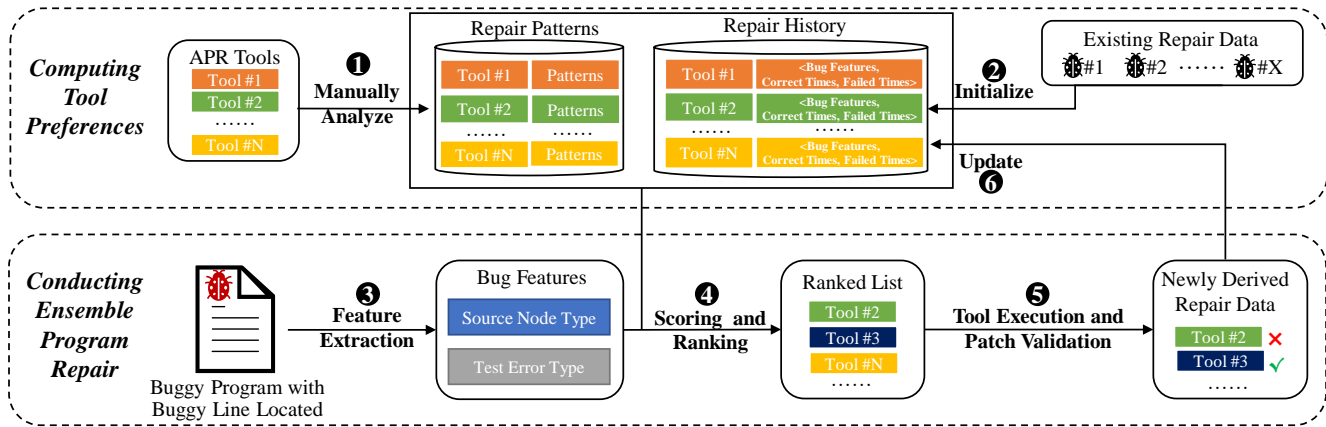 Computing
Tool
Preferences
APR Tools
Tool #1
Tool #2
......
Tool #N
❶
Manually
Analyze
Repair Patterns
Tool #1 Patterns
Tool #2 Patterns
...... ......
Tool #N Patterns
Repair History
Tool #1 <Bug Features,
Correct Times, Failed Times>
Tool #2 <Bug Features,
Correct Times, Failed Times>
...... ......
Tool #N <Bug Features,
Correct Times, Failed Times>
❷
Initialize
Existing Repair Data
#1 #2 ...... #X
Update
❻
Conducting
Ensemble
Program
Repair
Buggy Program with
Buggy Line Located
❸
Feature
Extraction
Bug Features
Source Node Type
Test Error Type
❹
Scoring and
Ranking
Ranked List
Tool #2
Tool #3
Tool #N
......
❺
Tool Execution and
Patch Validation
Newly Derived
Repair Data
Tool #2 ×
Tool #3 ✓
......